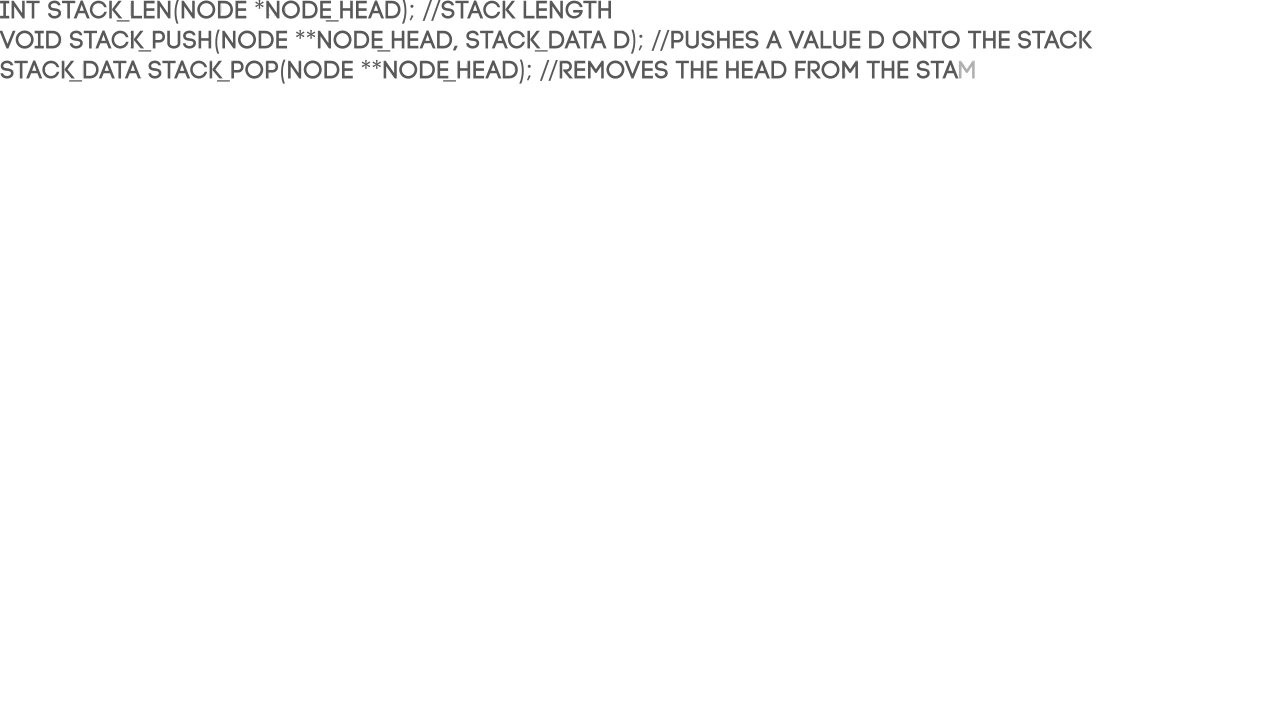 INT STACK_LEN(NODE *NODE_HEAD); //STACK LENGTH
VOID STACK_PUSH(NODE **NODE_HEAD, STACK_DATA D); //PUSHES A VALUE D ONTO THE STACK
STACK_DATA STACK_POP(NODE **NODE_HEAD); //REMOVES THE HEAD FROM THE STAM